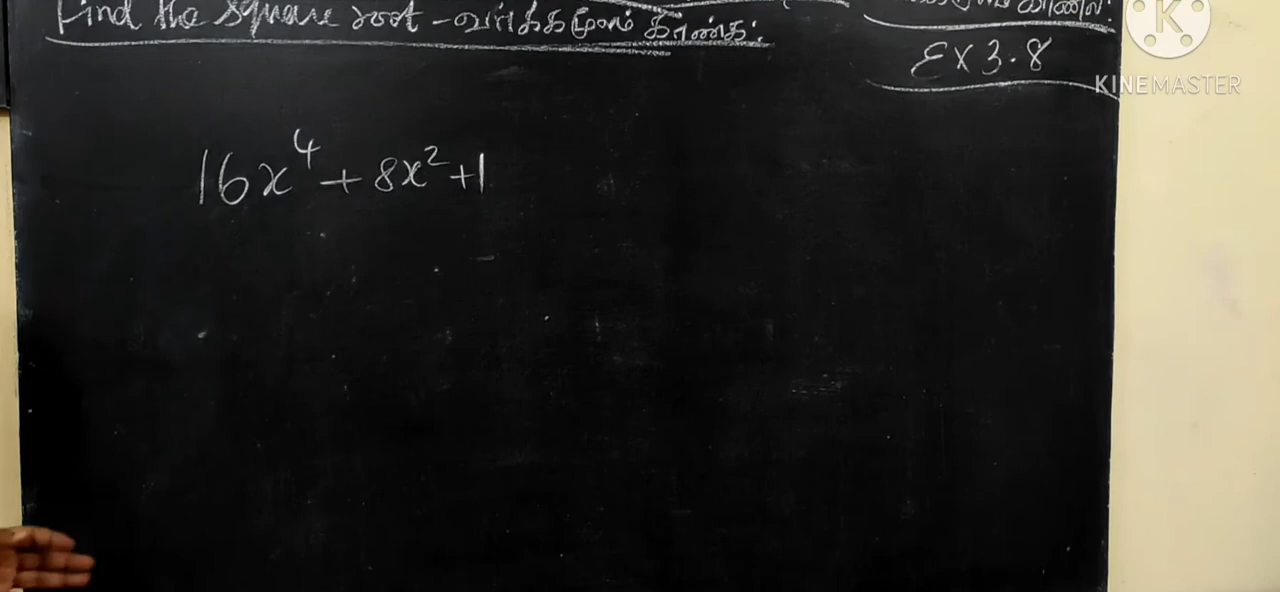 Find the square root - வர்க்கமூலம் காண்க:
Ex 3.8
K
KINEMASTER
16x⁴ + 8x² + 1